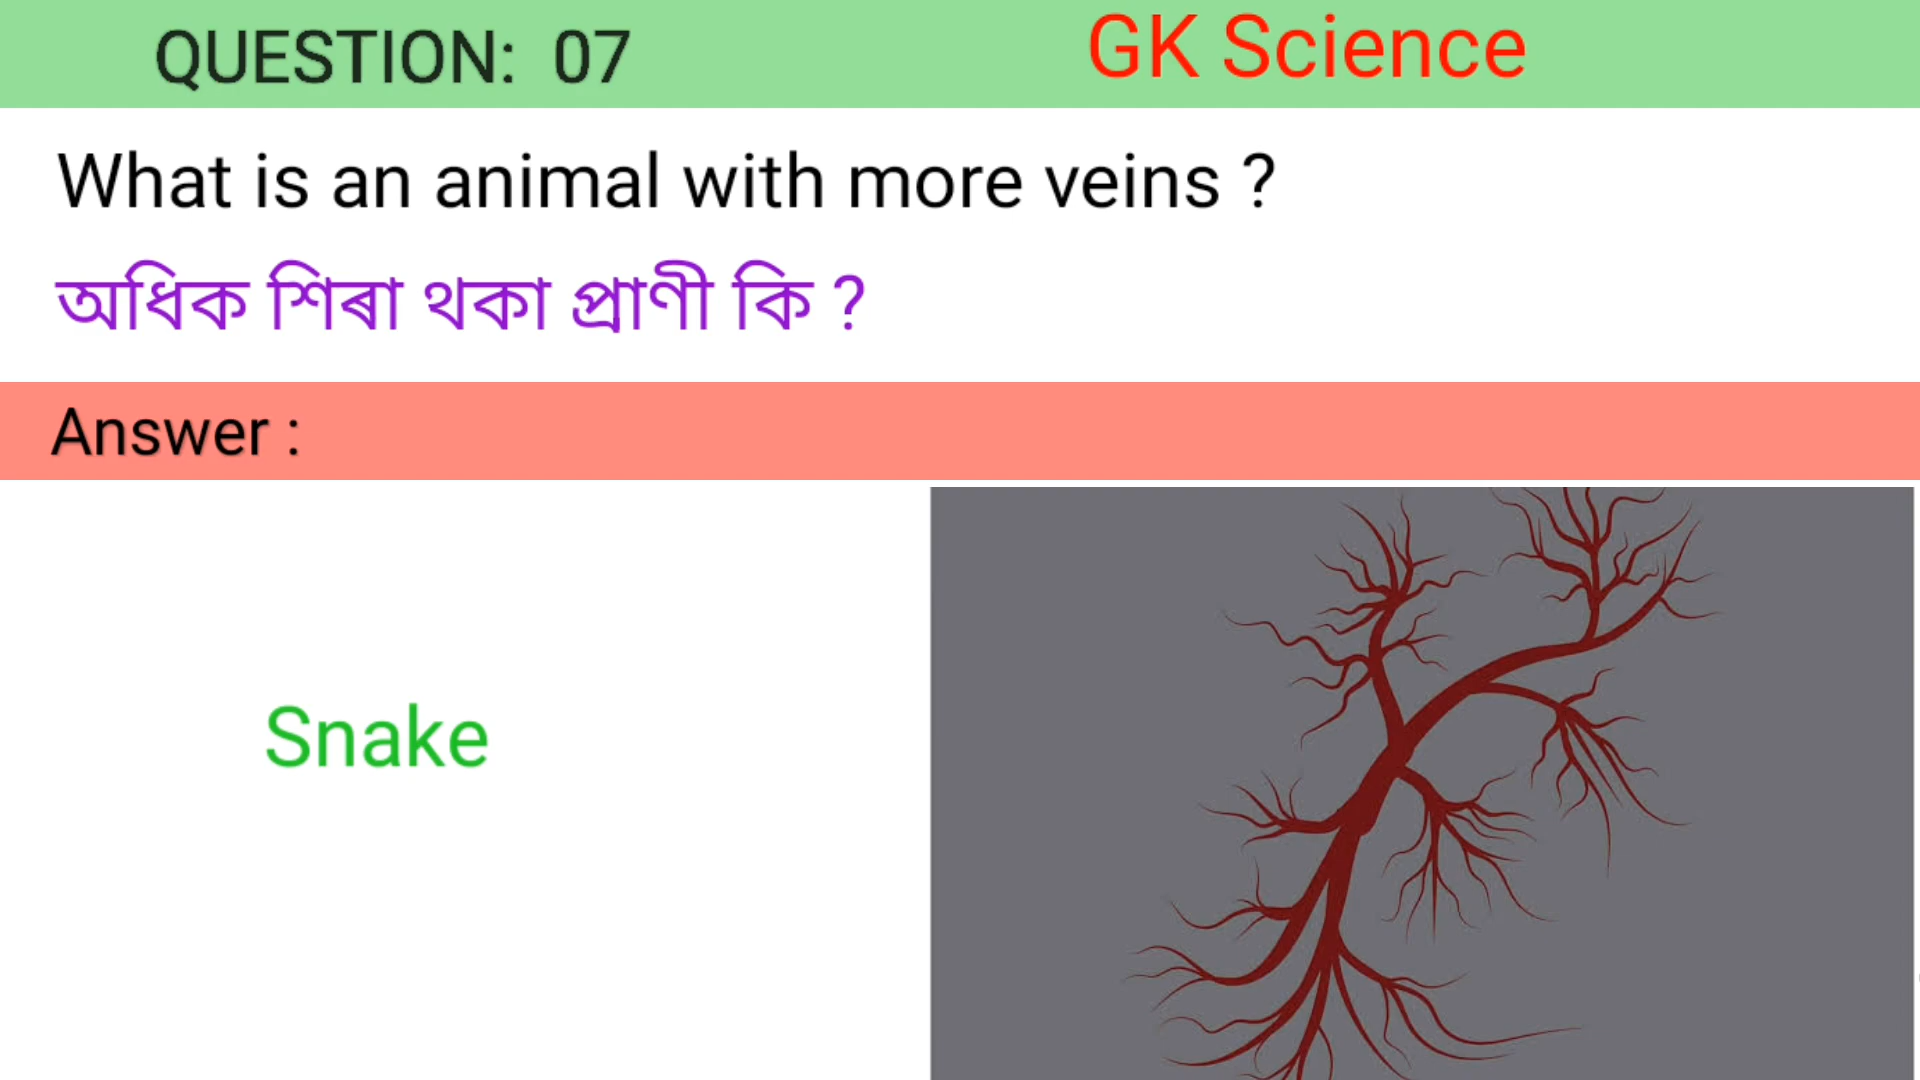 QUESTION: 07
GK Science
What is an animal with more veins ?
অধিক শিৰা থকা প্ৰাণী কি ?
Answer :
Snake